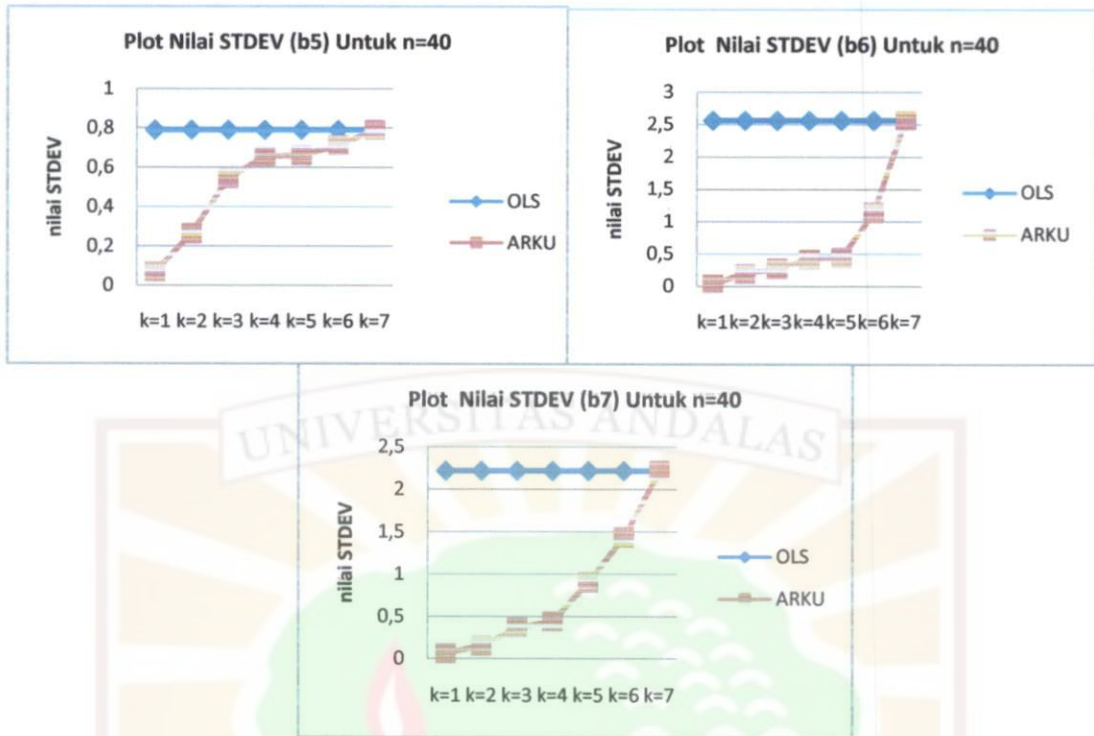 Plot Nilai STDEV (b5) Untuk n=40
1
0,8
0,6
0,4
0,2
0
nilai STDEV
k=1 k=2 k=3 k=4 k=5 k=6 k=7
OLS
ARKU
Plot Nilai STDEV (b6) Untuk n=40
3
2,5
2
1,5
1
0,5
0
nilai STDEV
k=1 k=2 k=3 k=4 k=5 k=6 k=7
OLS
ARKU
Plot Nilai STDEV (b7) Untuk n=40
2,5
2
1,5
1
0,5
0
nilai STDEV
k=1 k=2 k=3 k=4 k=5 k=6 k=7
OLS
ARKU
UNIVERSITAS ANDALAS